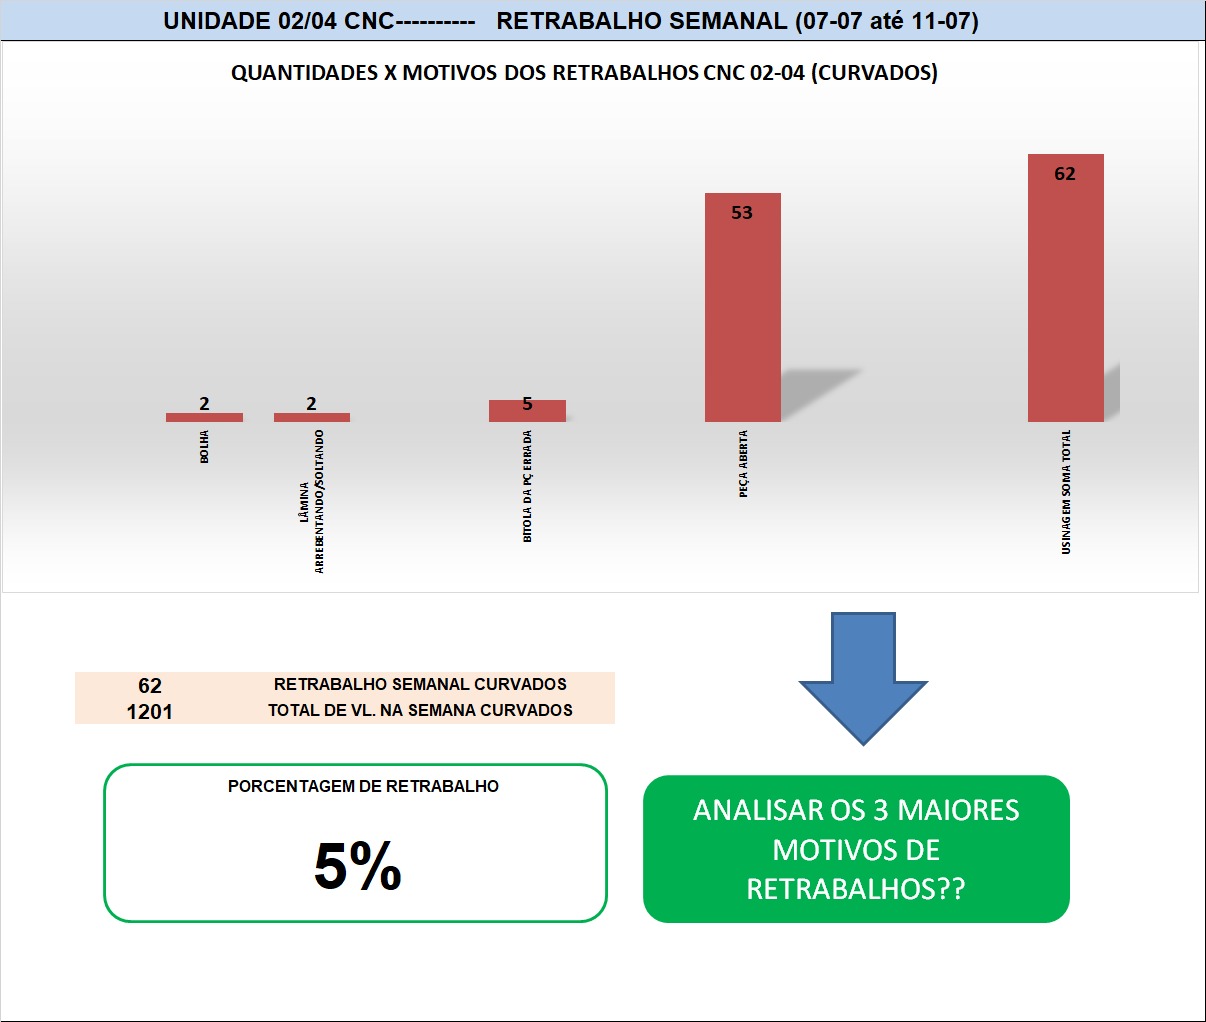 UNIDADE 02/04 CNC---------- RETRABALHO SEMANAL (07-07 até 11-07)
QUANTIDADES X MOTIVOS DOS RETRABALHOS CNC 02-04 (CURVADOS)
2
2
5
53
62
BOLHA
LÂMINA
ARREBENTANDO/SOLTANDO
BITOLA DA PÇ ERRADA
PEÇA ABERTA
USINAGEM SOMA TOTAL
62 RETRABALHO SEMANAL CURVADOS
1201 TOTAL DE VL. NA SEMANA CURVADOS
PORCENTAGEM DE RETRABALHO
5%
ANALISAR OS 3 MAIORES
MOTIVOS DE
RETRABALHOS??